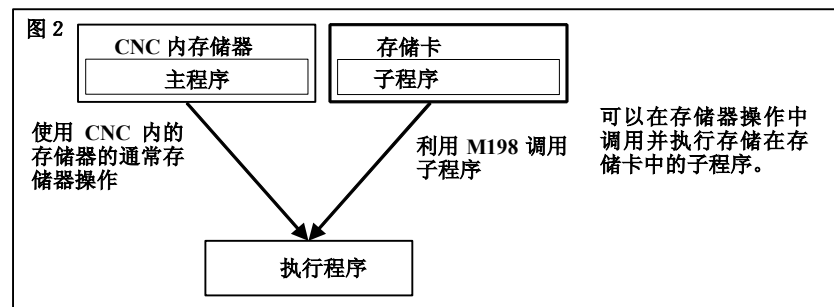 图 2
CNC 内存储器
主程序
存储卡
子程序
使用 CNC 内的
存储器的通常存
储器操作
利用 M198 调用
子程序
可以在存储器操作中
调用并执行存储在存
储卡中的子程序。
执行程序